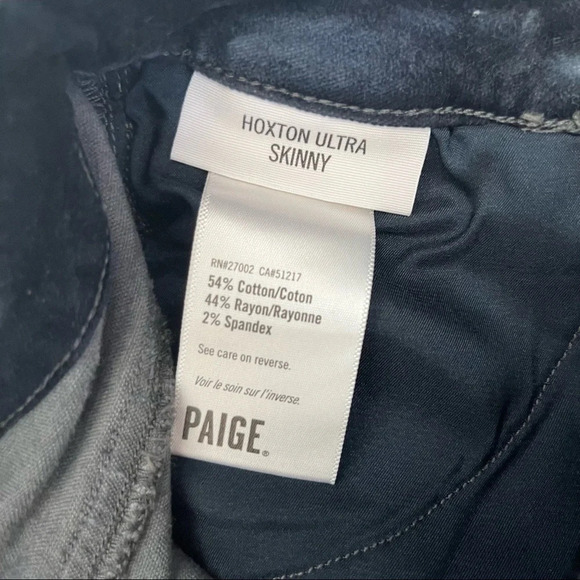 HOXTON ULTRA
SKINNY
RN#27002 CA#51217
54% Cotton/Coton
44% Rayon/Rayonne
2% Spandex
See care on reverse.
Voir le soin sur l'inverse.
PAIGE®